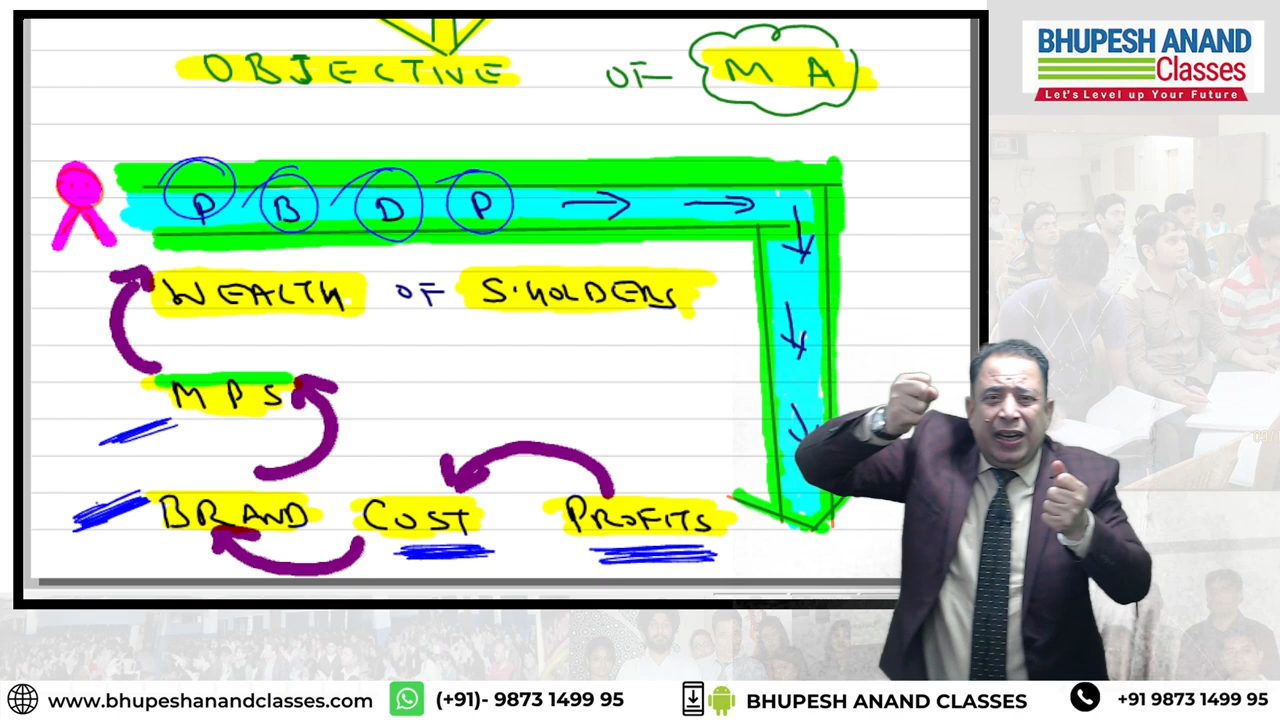 OBJECTIVE OF M A
P B D P → →
WEALTH OF S.HOLDERS
MPS
BRAND COST PROFITS
BHUPESH ANAND
Classes
Let's Level up Your Future
www.bhupeshanandclasses.com (+91)- 9873 1499 95 BHUPESH ANAND CLASSES +91 9873 1499 95